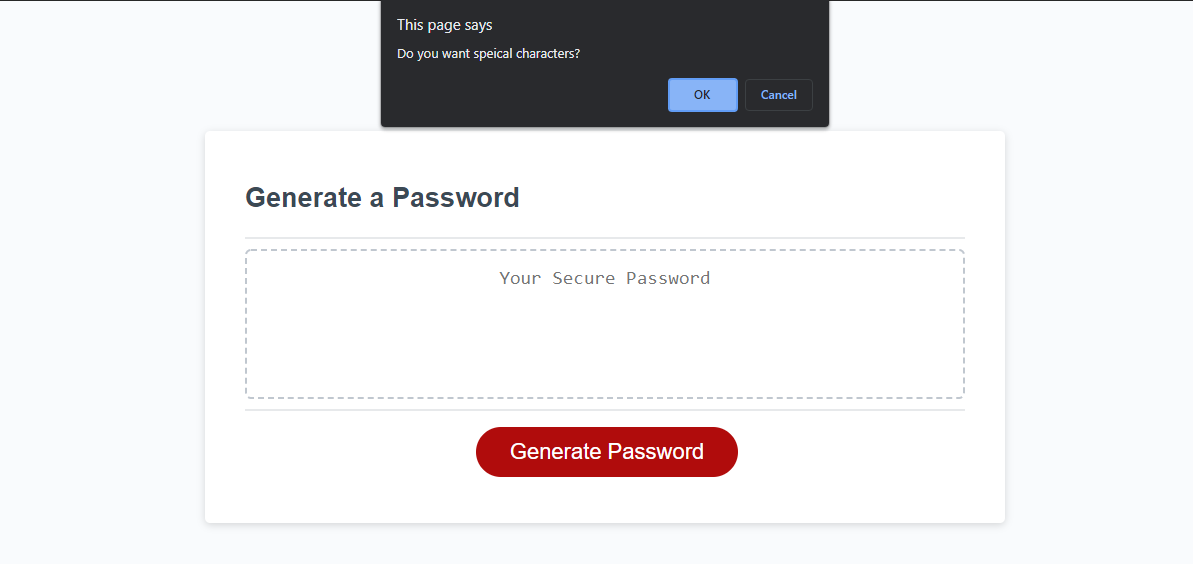 This page says
Do you want speical characters?
OK
Cancel
Generate a Password
Your Secure Password
Generate Password